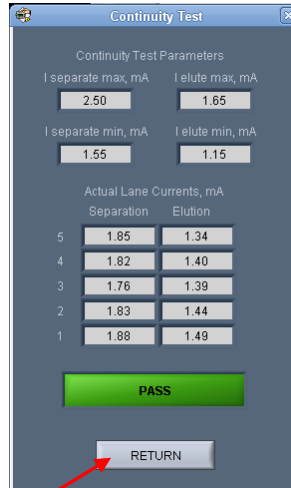 Continuity Test
Continuity Test Parameters
I separate max, mA I elute max, mA
2.50 1.65
I separate min, mA I elute min, mA
1.55 1.15
Actual Lane Currents, mA
Separation Elution
5 1.85 1.34
4 1.82 1.40
3 1.76 1.39
2 1.83 1.44
1 1.88 1.49
PASS
RETURN